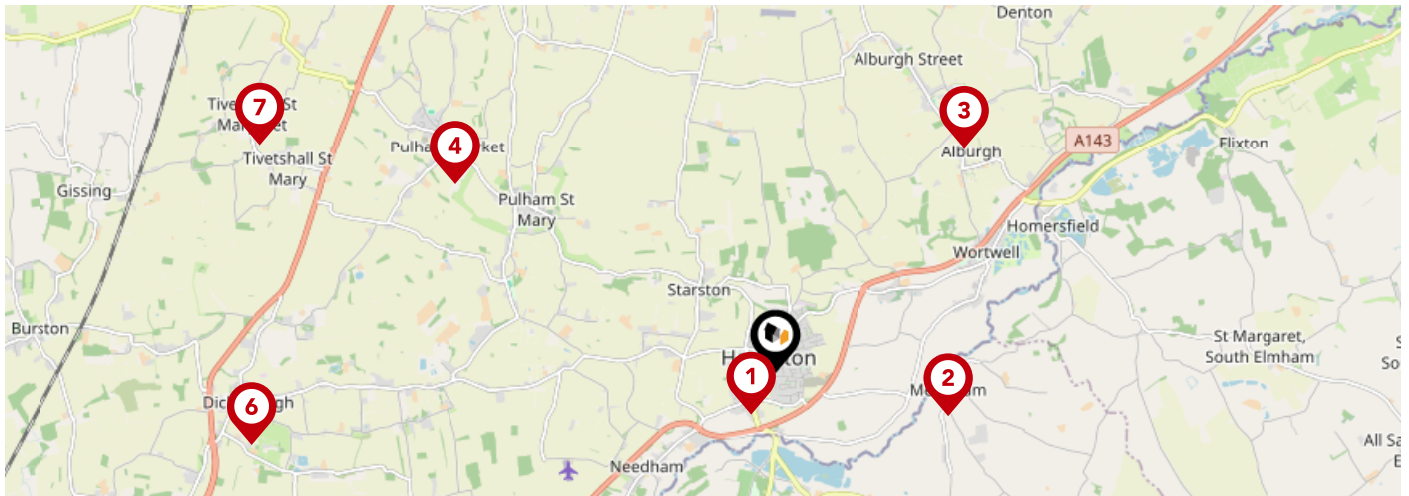 Denton
Alburgh Street
7
3
A143
4
Alburgh
Flixton
Tivetshall St
Mary
Gissing
Pulham St
Mary
Homersfield
Wortwell
Starston
Burston
St Margaret,
South Elmham
1
2
6
Needham
All Sa
E